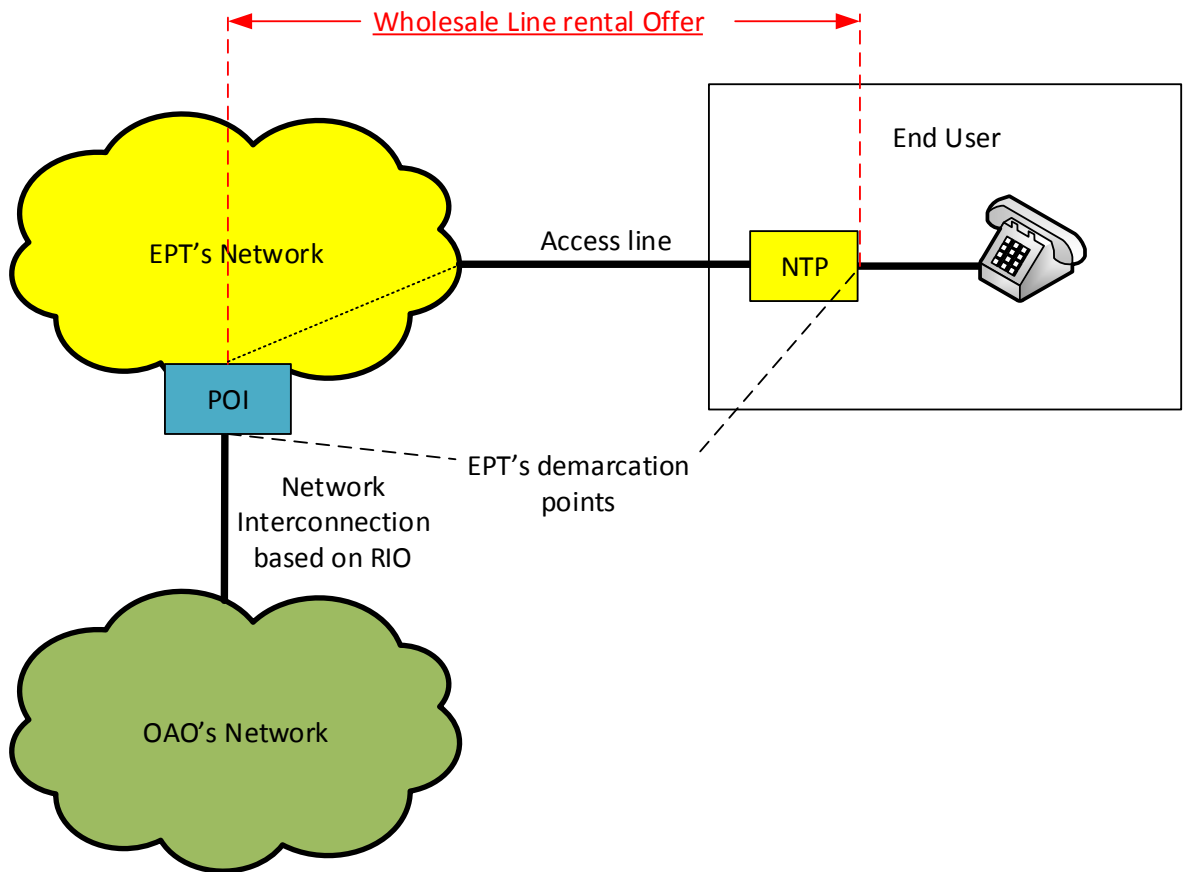 Wholesale Line rental Offer
End User
EPT’s Network
Access line
NTP
POI
EPT’s demarcation
points
Network
Interconnection
based on RIO
OAO’s Network